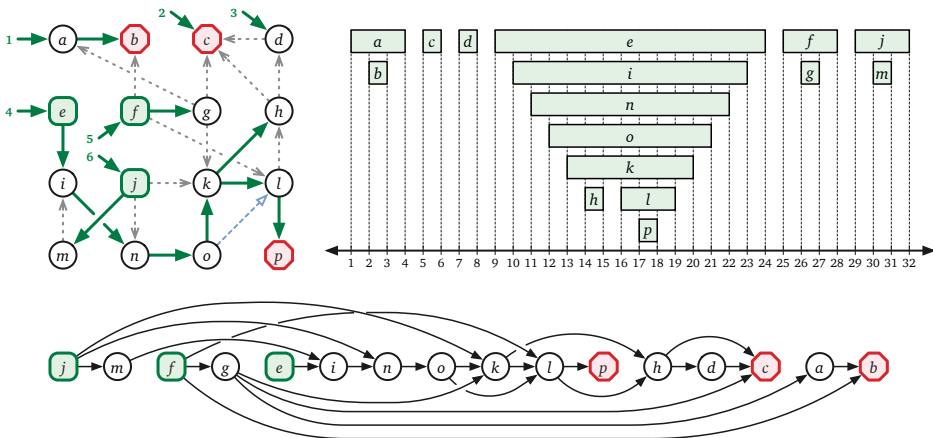 2 3
1 a b c d
e f g h
4 5 6
i j k l
m n o p
a c d e f j
b i g m
n
o
k
h l
p
1 2 3 4 5 6 7 8 9 10 11 12 13 14 15 16 17 18 19 20 21 22 23 24 25 26 27 28 29 30 31 32
j m f g e i n o k l p h d c a b